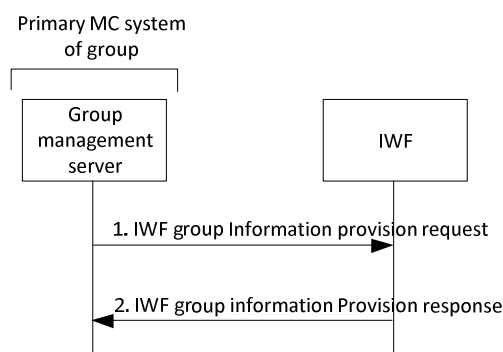 Primary MC system
of group
Group
management
server
IWF
1. IWF group Information provision request
2. IWF group information Provision response